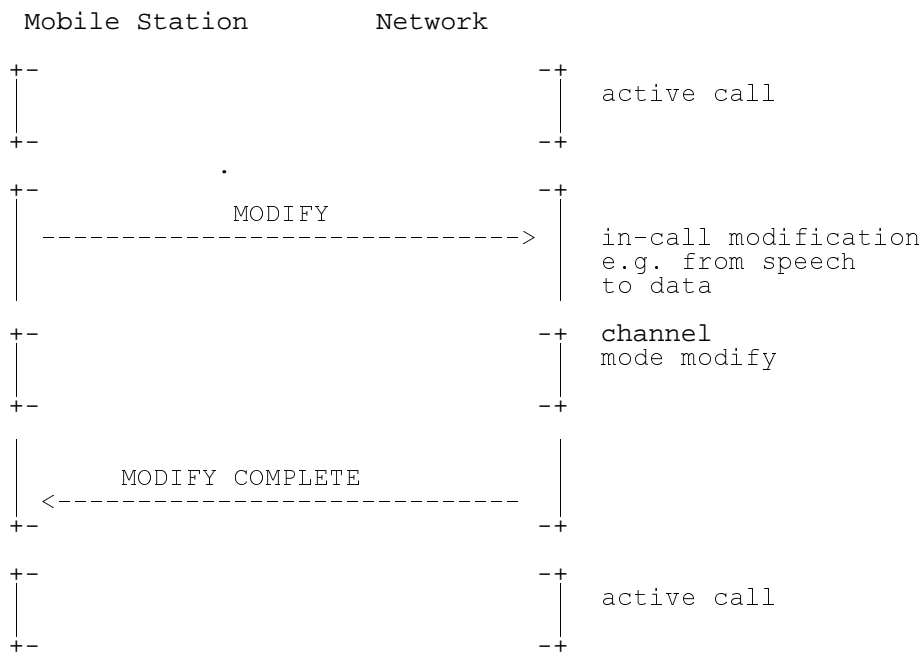 Mobile Station Network
+- -+
active call
+- -+
.
+- -+
MODIFY
------------------------------> in-call modification
e.g. from speech
to data
+- -+ channel
mode modify
+- -+
MODIFY COMPLETE
<-----------------------------
+- -+
+- -+
active call
+- -+